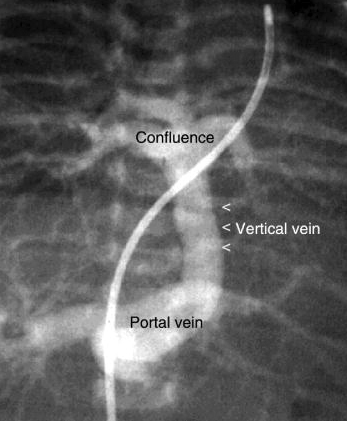 Confluence
<
< Vertical vein
<
Portal vein